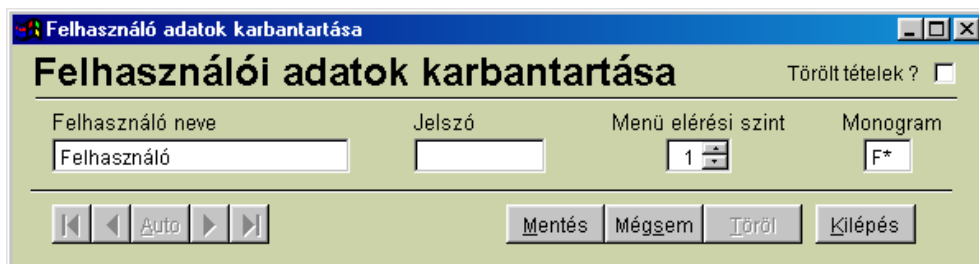 Felhasználó adatok karbantartása
Felhasználói adatok karbantartása Törölt tételek ?
Felhasználó neve Jelszó Menü elérési szint Monogram
Felhasználó 1 F*
Auto Mentés Mégsem Töröl Kilépés